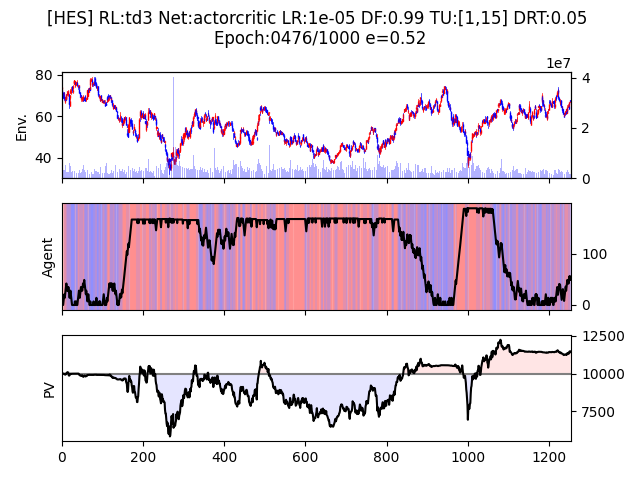 [HES] RL:td3 Net:actorcritic LR:1e-05 DF:0.99 TU:[1,15] DRT:0.05
Epoch:0476/1000 e=0.52
1e7
80
60
40
Env.
4
2
0
Agent
100
0
PV
12500
10000
7500
0 200 400 600 800 1000 1200